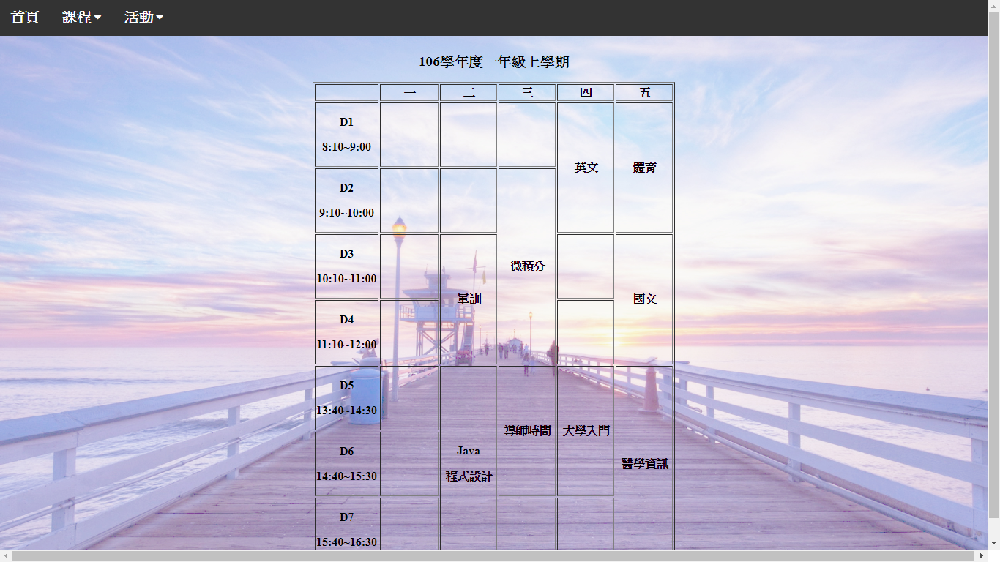 首頁 課程 活動
106學年度一年級上學期
一 二 三 四 五
D1
8:10~9:00
英文 體育
D2
9:10~10:00
D3
10:10~11:00
微積分
軍訓 國文
D4
11:10~12:00
D5
13:40~14:30
導師時間 大學入門
D6
14:40~15:30
Java
程式設計
醫學資訊
D7
15:40~16:30